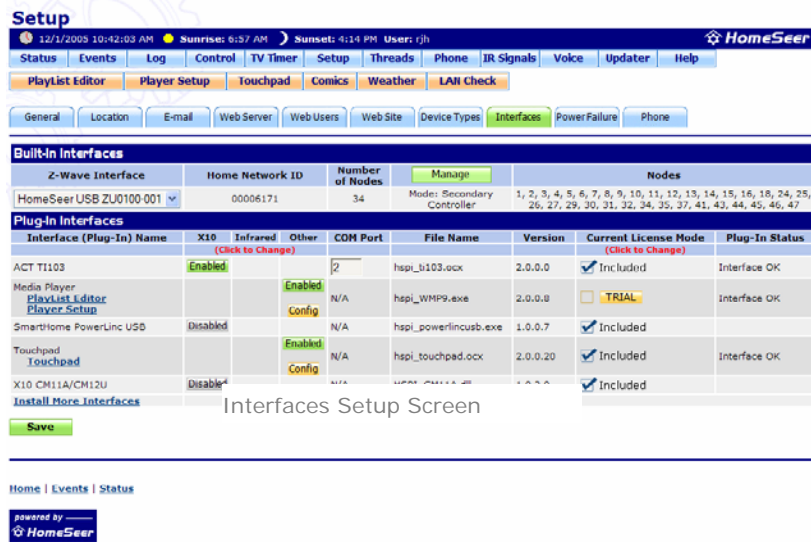 Setup
12/1/2005 10:42:03 AM Sunrise: 6:57 AM Sunset: 4:14 PM User: rjh HomeSeer
Status Events Log Control TV Timer Setup Threads Phone IR Signals Voice Updater Help
PlayList Editor Player Setup Touchpad Comics Weather LAN Check
General Location E-mail Web Server Web Users Web Site Device Types Interfaces Power Failure Phone
Built-In Interfaces
Z-Wave Interface Home Network ID Number of Nodes Manage Nodes
HomeSeer USB ZU0100-001 00006171 34 Mode: Secondary Controller 1, 2, 3, 4, 5, 6, 7, 8, 9, 10, 11, 12, 13, 14, 15, 16, 18, 24, 25,
26, 27, 29, 30, 31, 32, 34, 35, 37, 41, 43, 44, 45, 46, 47
Plug-In Interfaces
Interface (Plug-In) Name X10 Infrared Other COM Port File Name Version Current License Mode Plug-In Status
(Click to Change) (Click to Change)
ACT TI103 Enabled 2 hspi_ti103.ocx 2.0.0.0 Included Interface OK
Media Player Enabled
PlayList Editor N/A hspi_WMP9.exe 2.0.0.8 TRIAL Interface OK
Player Setup Config
SmartHome PowerLinc USB Disabled N/A hspi_powerlincusb.exe 1.0.0.7 Included
Touchpad Enabled
Touchpad N/A hspi_touchpad.ocx 2.0.0.20 Included Interface OK
Config
X10 CM11A/CM12U Disabled Included
Install More Interfaces
Interfaces Setup Screen
Save
Home | Events | Status
powered by
HomeSeer